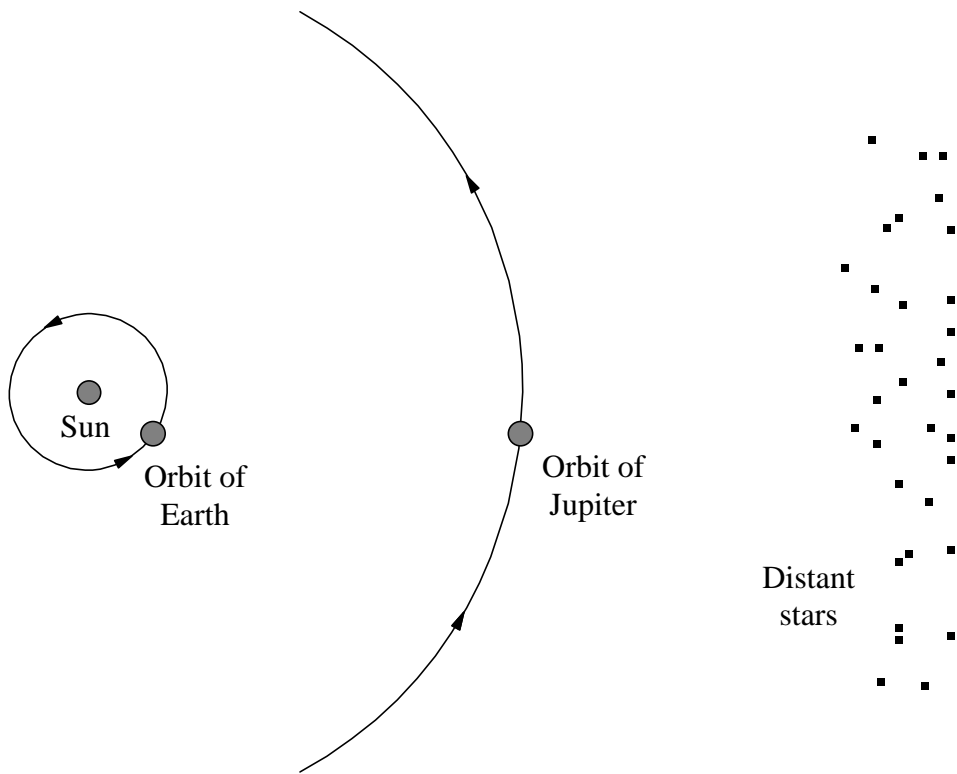 Sun
Orbit of
Earth
Orbit of
Jupiter
Distant
stars